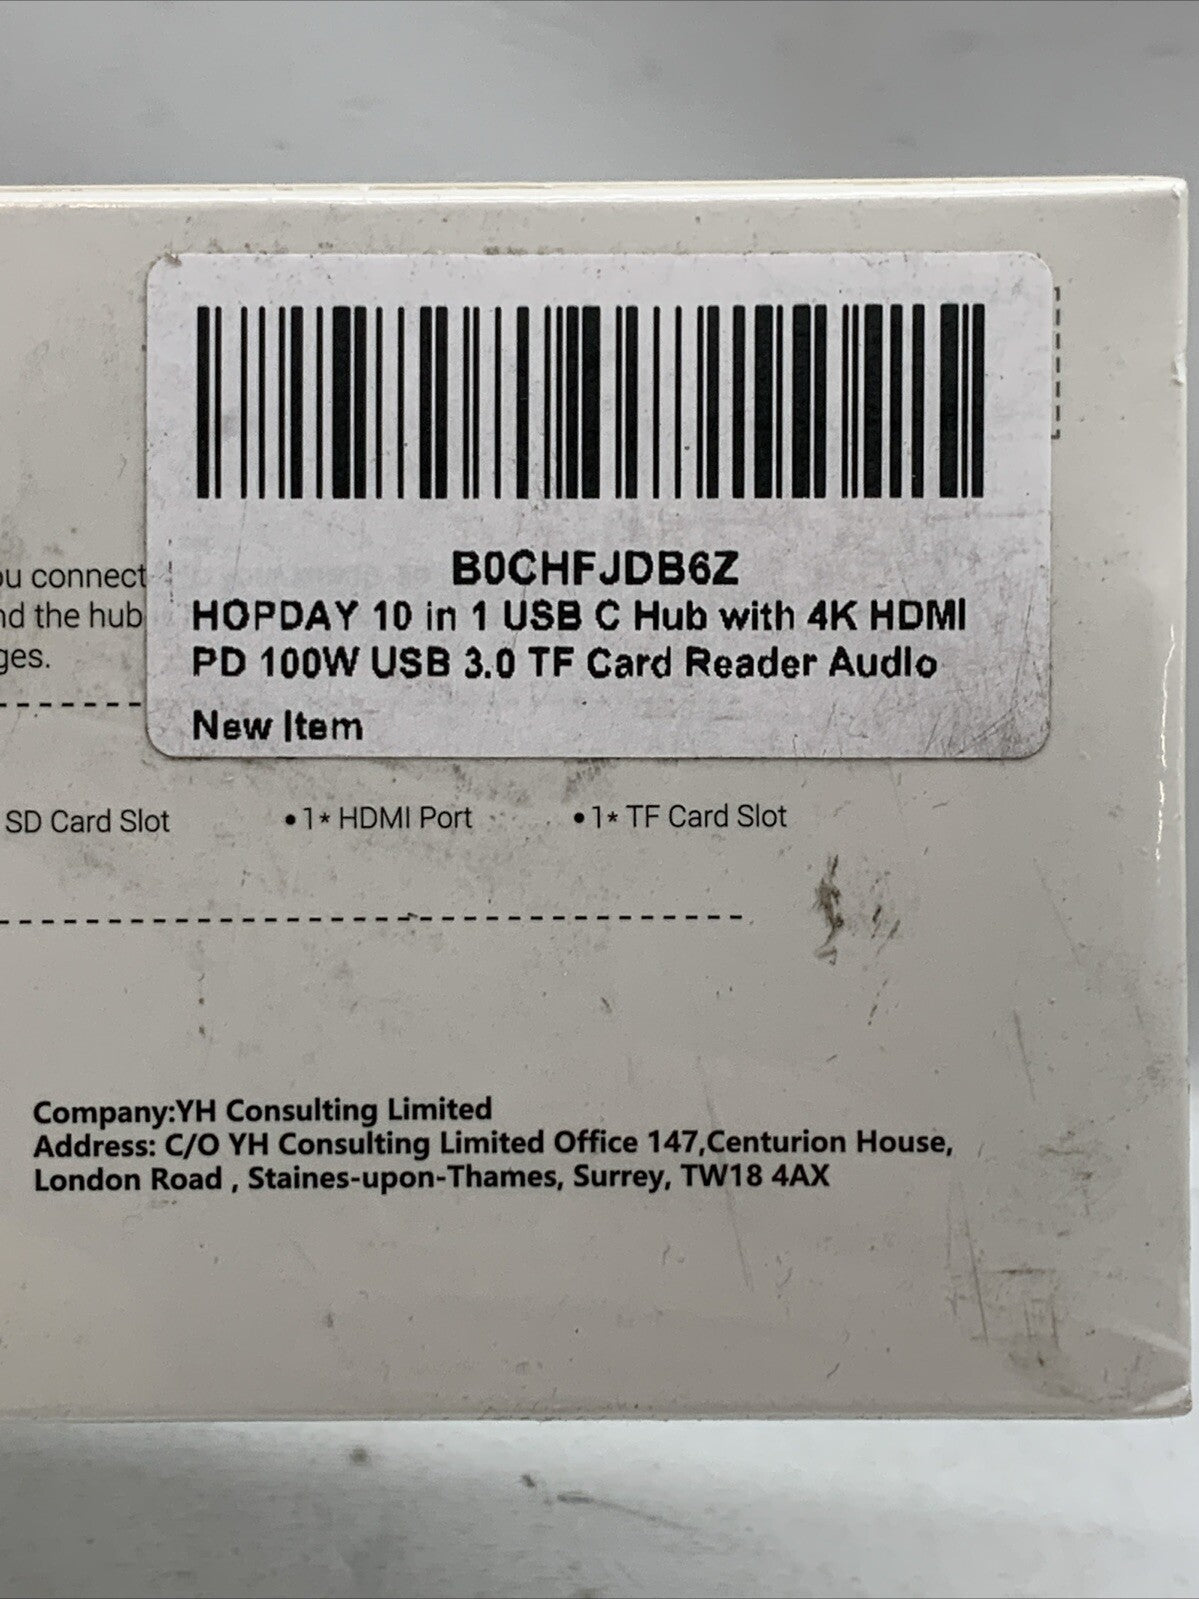 B0CHFJDB6Z
HOPDAY 10 in 1 USB C Hub with 4K HDMI
PD 100W USB 3.0 TF Card Reader Audio
New Item
ou connect
nd the hub
ges.
SD Card Slot
•1* HDMI Port
•1* TF Card Slot
Company:YH Consulting Limited
Address: C/O YH Consulting Limited Office 147,Centurion House,
London Road , Staines-upon-Thames, Surrey, TW18 4AX